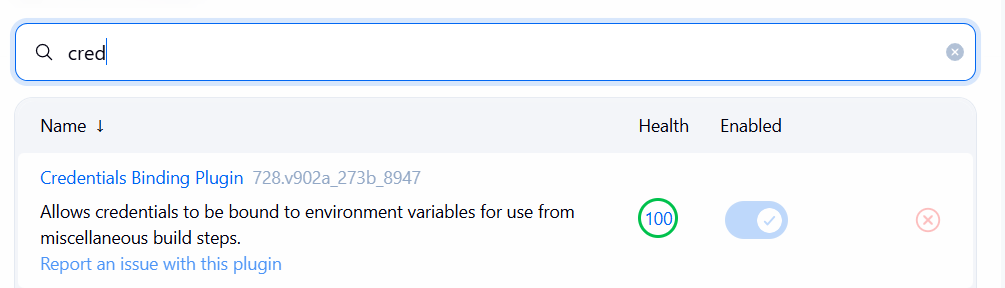 cred
Name ↓ Health Enabled
Credentials Binding Plugin 728.v902a_273b_8947
Allows credentials to be bound to environment variables for use from
miscellaneous build steps.
100
Report an issue with this plugin